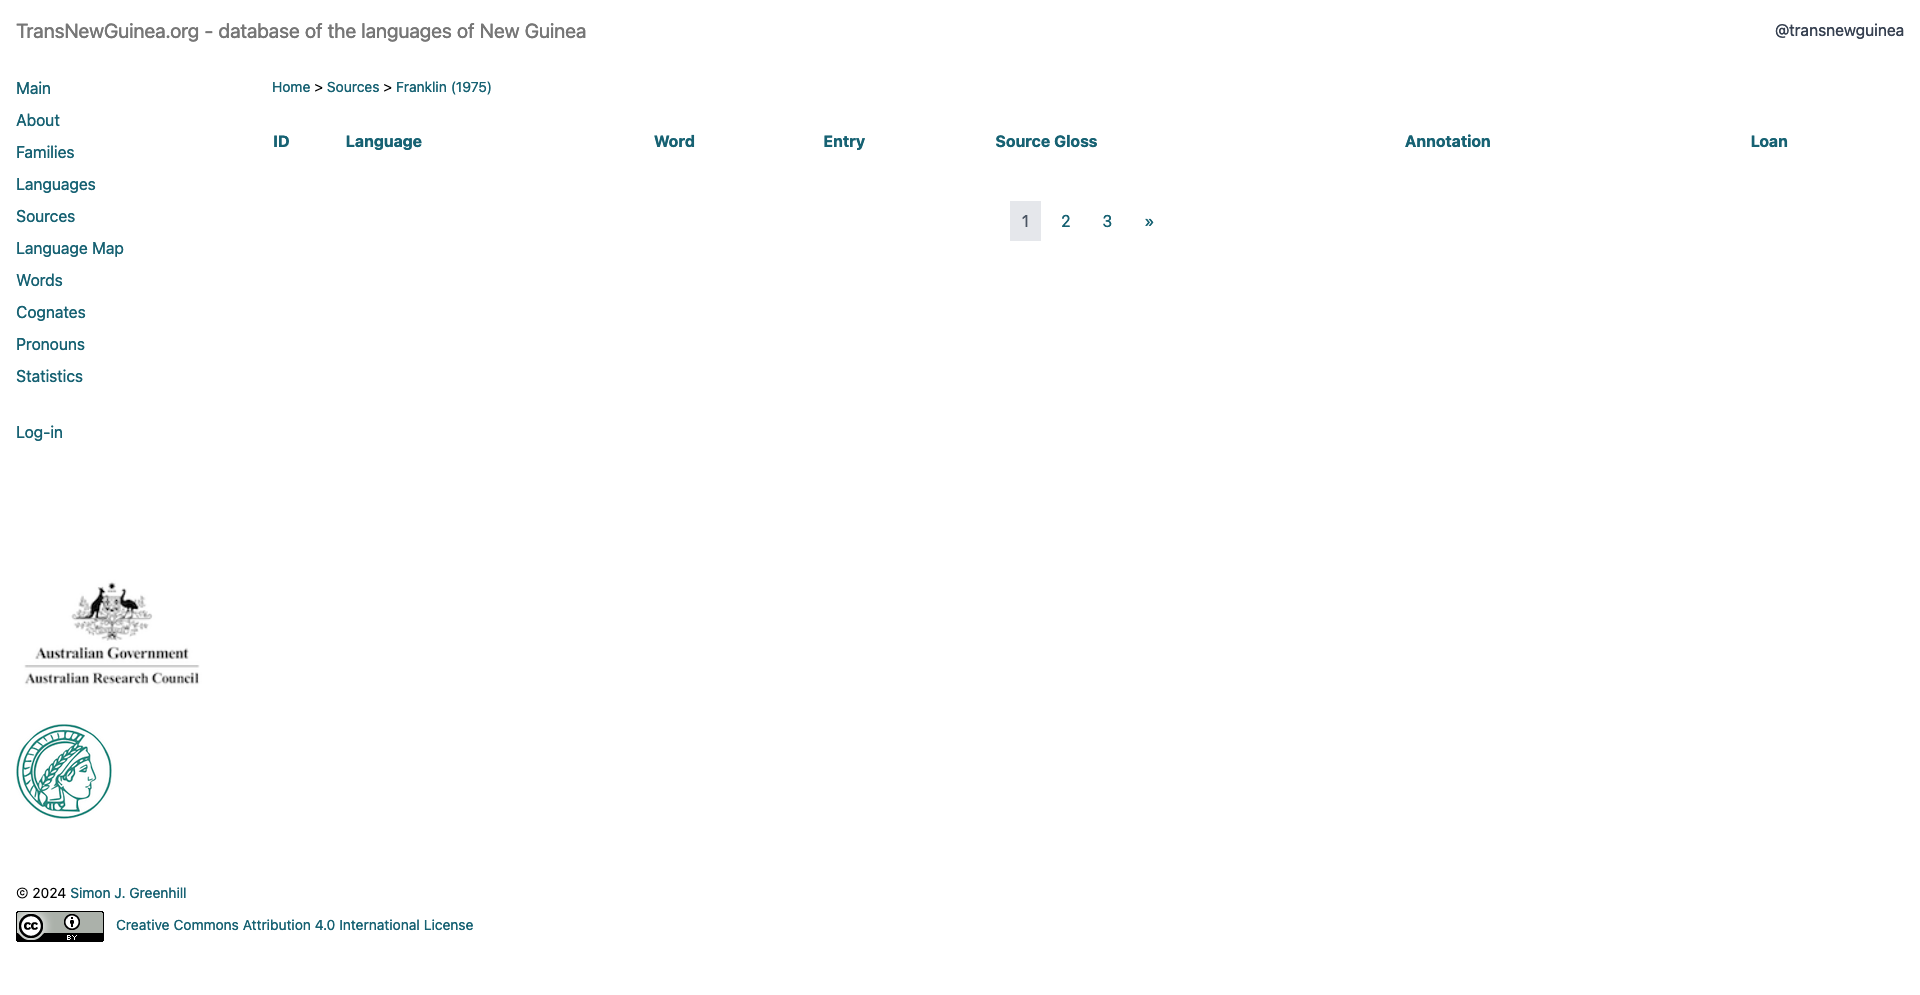 TransNewGuinea.org - database of the languages of New Guinea
@transnewguinea
Main
About
Families
Languages
Sources
Language Map
Words
Cognates
Pronouns
Statistics
Log-in
Home > Sources > Franklin (1975)
ID Language Word Entry Source Gloss Annotation Loan
1 2 3 »
Australian Government
Australian Research Council
© 2024 Simon J. Greenhill
cc BY
Creative Commons Attribution 4.0 International License